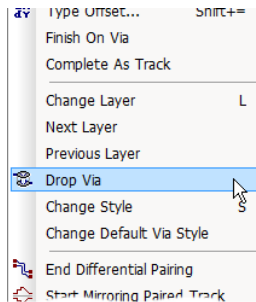 Type Offset... Shift+=
Finish On Via
Complete As Track
Change Layer L
Next Layer
Previous Layer
Drop Via
Change Style S
Change Default Via Style
End Differential Pairing
Start Mirroring Paired Track